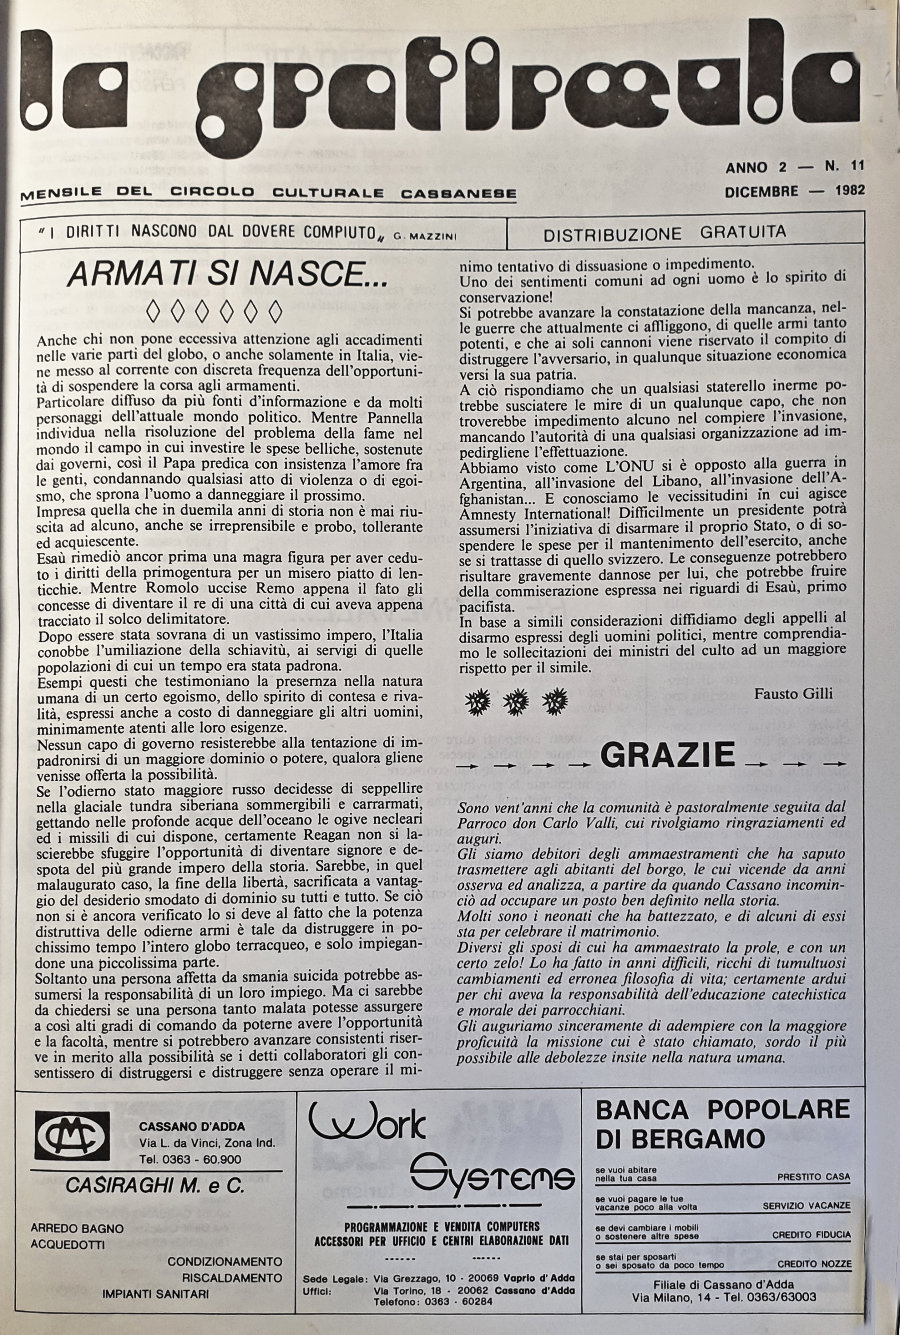 la gratiroeula
ANNO 2 — N. 11
MENSILE DEL CIRCOLO CULTURALE CASSANESE
DICEMBRE — 1982
"I DIRITTI NASCONO DAL DOVERE COMPIUTO„ G. MAZZINI
DISTRIBUZIONE GRATUITA
ARMATI SI NASCE...
Anche chi non pone eccessiva attenzione agli accadimenti
nelle varie parti del globo, o anche solamente in Italia, vie-
ne messo al corrente con discreta frequenza dell'opportuni-
tà di sospendere la corsa agli armamenti.
Particolare diffuso da più fonti d'informazione e da molti
personaggi dell'attuale mondo politico. Mentre Pannella
individua nella risoluzione del problema della fame nel
mondo il campo in cui investire le spese belliche, sostenute
dai governi, così il Papa predica con insistenza l'amore fra
le genti, condannando qualsiasi atto di violenza o di egoi-
smo, che sprona l'uomo a danneggiare il prossimo.
Impresa quella che in duemila anni di storia non è mai riu-
scita ad alcuno, anche se irreprensibile e probo, tollerante
ed acquiescente.
Esaù rimediò ancor prima una magra figura per aver cedu-
to i diritti della primogentura per un misero piatto di len-
ticchie. Mentre Romolo uccise Remo appena il fato gli
concesse di diventare il re di una città di cui aveva appena
tracciato il solco delimitatore.
Dopo essere stata sovrana di un vastissimo impero, l'Italia
conobbe l'umiliazione della schiavitù, ai servigi di quelle
popolazioni di cui un tempo era stata padrona.
Esempi questi che testimoniano la presernza nella natura
umana di un certo egoismo, dello spirito di contesa e riva-
lità, espressi anche a costo di danneggiare gli altri uomini,
minimamente atenti alle loro esigenze.
Nessun capo di governo resisterebbe alla tentazione di im-
padronirsi di un maggiore dominio o potere, qualora gliene
venisse offerta la possibilità.
Se l'odierno stato maggiore russo decidesse di seppellire
nella glaciale tundra siberiana sommergibili e carrarmati,
gettando nelle profonde acque dell'oceano le ogive necleari
ed i missili di cui dispone, certamente Reagan non si la-
scierebbe sfuggire l'opportunità di diventare signore e de-
spota del più grande impero della storia. Sarebbe, in quel
malaugurato caso, la fine della libertà, sacrificata a vantag-
gio del desiderio smodato di dominio su tutti e tutto. Se ciò
non si è ancora verificato lo si deve al fatto che la potenza
distruttiva delle odierne armi è tale da distruggere in po-
chissimo tempo l'intero globo terracqueo, e solo impiegan-
done una piccolissima parte.
Soltanto una persona affetta da smania suicida potrebbe as-
sumersi la responsabilità di un loro impiego. Ma ci sarebbe
da chiedersi se una persona tanto malata potesse assurgere
a così alti gradi di comando da poterne avere l'opportunità
e la facoltà, mentre si potrebbero avanzare consistenti riser-
ve in merito alla possibilità se i detti collaboratori gli con-
sentissero di distruggersi e distruggere senza operare il mi-
nimo tentativo di dissuasione o impedimento.
Uno dei sentimenti comuni ad ogni uomo è lo spirito di
conservazione!
Si potrebbe avanzare la constatazione della mancanza, nel-
le guerre che attualmente ci affliggono, di quelle armi tanto
potenti, e che ai soli cannoni viene riservato il compito di
distruggere l'avversario, in qualunque situazione economica
versi la sua patria.
A ciò rispondiamo che un qualsiasi staterello inerme po-
trebbe susciatere le mire di un qualunque capo, che non
troverebbe impedimento alcuno nel compiere l'invasione,
mancando l'autorità di una qualsiasi organizzazione ad im-
pedirgliene l'effettuazione.
Abbiamo visto come L'ONU si è opposto alla guerra in
Argentina, all'invasione del Libano, all'invasione dell'A-
fghanistan... E conosciamo le vecissitudini in cui agisce
Amnesty International! Difficilmente un presidente potrà
assumersi l'iniziativa di disarmare il proprio Stato, o di so-
spendere le spese per il mantenimento dell'esercito, anche
se si trattasse di quello svizzero. Le conseguenze potrebbero
risultare gravemente dannose per lui, che potrebbe fruire
della commiserazione espressa nei riguardi di Esaù, primo
pacifista.
In base a simili considerazioni diffidiamo degli appelli al
disarmo espressi degli uomini politici, mentre comprendia-
mo le sollecitazioni dei ministri del culto ad un maggiore
rispetto per il simile.
Fausto Gilli
GRAZIE
Sono vent'anni che la comunità è pastoralmente seguita dal
Parroco don Carlo Valli, cui rivolgiamo ringraziamenti ed
auguri.
Gli siamo debitori degli ammaestramenti che ha saputo
trasmettere agli abitanti del borgo, le cui vicende da anni
osserva ed analizza, a partire da quando Cassano incomin-
ciò ad occupare un posto ben definito nella storia.
Molti sono i neonati che ha battezzato, e di alcuni di essi
sta per celebrare il matrimonio.
Diversi gli sposi di cui ha ammaestrato la prole, e con un
certo zelo! Lo ha fatto in anni difficili, ricchi di tumultuosi
cambiamenti ed erronea filosofia di vita; certamente ardui
per chi aveva la responsabilità dell'educazione catechistica
e morale dei parrocchiani.
Gli auguriamo sinceramente di adempiere con la maggiore
proficuità la missione cui è stato chiamato, sordo il più
possibile alle debolezze insite nella natura umana.
CASSANO D'ADDA
Via L. da Vinci, Zona Ind.
Tel. 0363 - 60.900
CASIRAGHI M. e C.
ARREDO BAGNO
ACQUEDOTTI
CONDIZIONAMENTO
RISCALDAMENTO
IMPIANTI SANITARI
Work
Systems
PROGRAMMAZIONE E VENDITA COMPUTERS
ACCESSORI PER UFFICIO E CENTRI ELABORAZIONE DATI
Sede Legale: Via Grezzago, 10 - 20069 Vaprio d'Adda
Uffici: Via Torino, 18 - 20062 Cassano d'Adda
Telefono: 0363 - 60284
BANCA POPOLARE
DI BERGAMO
se vuoi abitare
nella tua casa PRESTITO CASA
se vuoi pagare le tue
vacanze poco alla volta SERVIZIO VACANZE
se devi cambiare i mobili
o sostenere altre spese CREDITO FIDUCIA
se stai per sposarti
o sei sposato da poco tempo CREDITO NOZZE
Filiale di Cassano d'Adda
Via Milano, 14 - Tel. 0363/63003